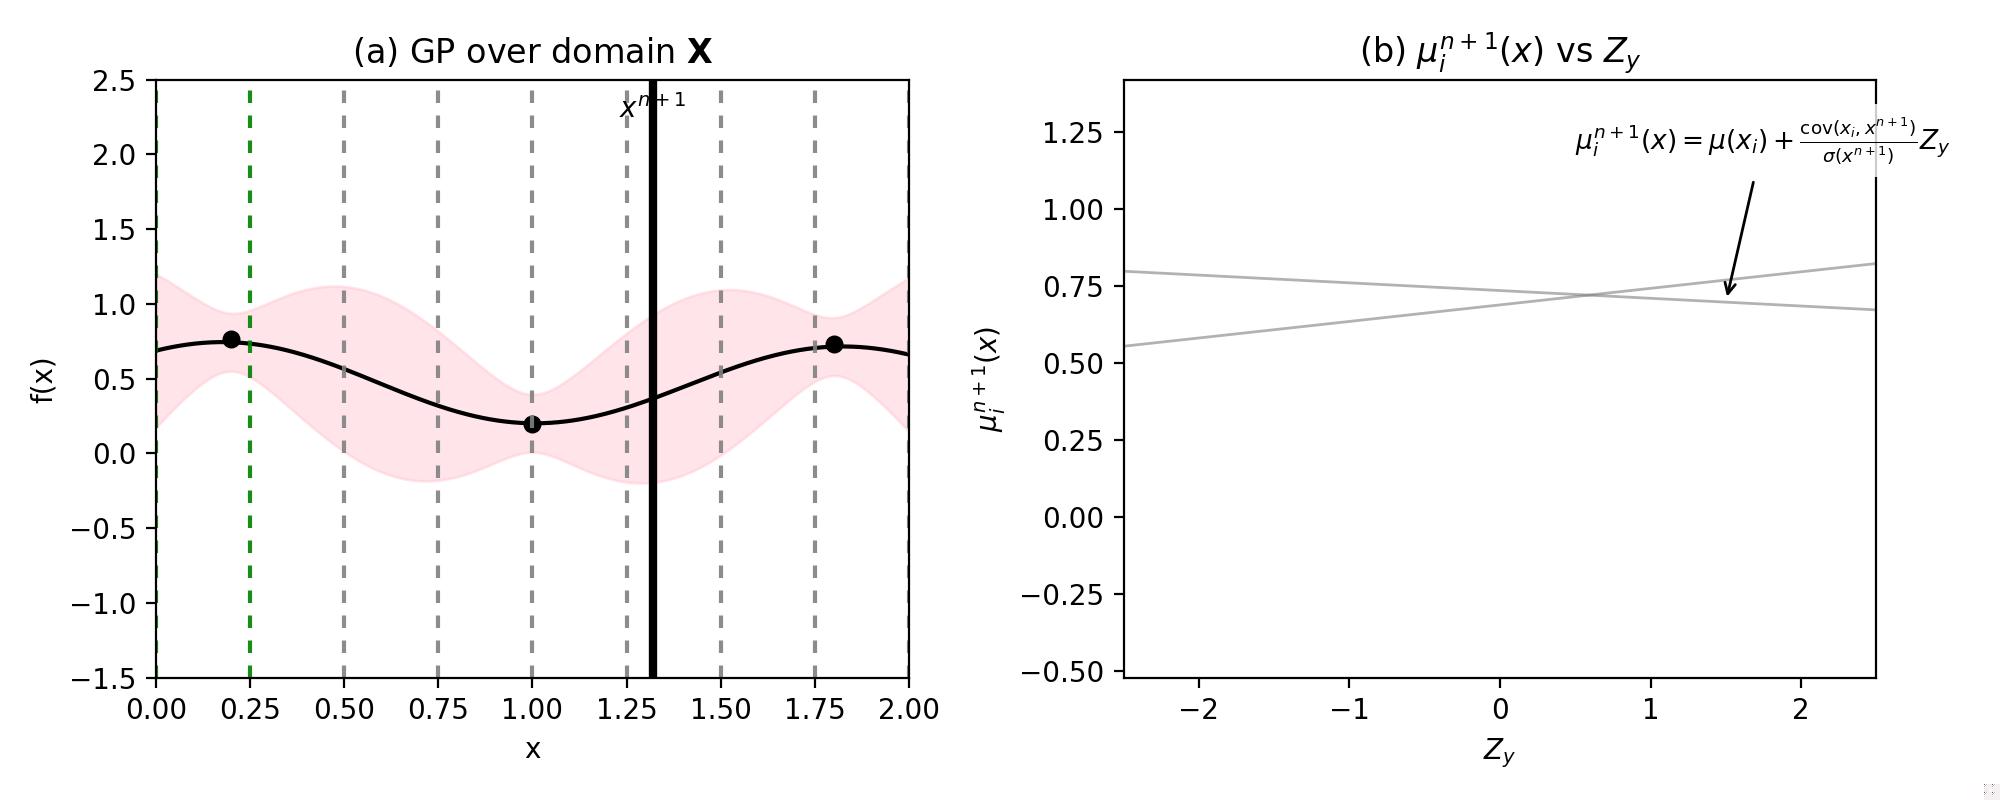 (a) GP over domain X
2.5
2.0
1.5
1.0
0.5
0.0
−0.5
−1.0
−1.5
f(x)
x^{n+1}
0.00 0.25 0.50 0.75 1.00 1.25 1.50 1.75 2.00
x
(b) μ_i^{n+1}(x) vs Z_y
1.25
1.00
0.75
0.50
0.25
0.00
−0.25
−0.50
μ_i^{n+1}(x)
μ_i^{n+1}(x) = μ(x_i) + \frac{cov(x_i, x^{n+1})}{σ(x^{n+1})} Z_y
−2 −1 0 1 2
Z_y